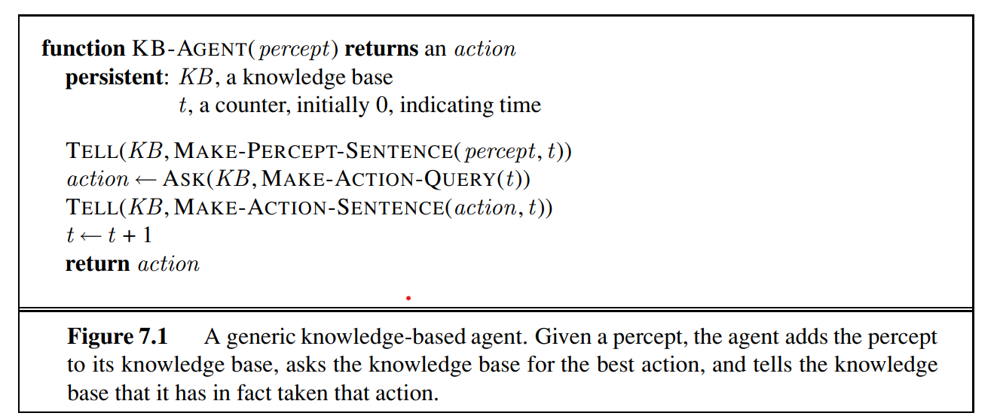 function KB-AGENT(percept) returns an action
persistent: KB, a knowledge base
t, a counter, initially 0, indicating time
TELL(KB, MAKE-PERCEPT-SENTENCE(percept, t))
action ← ASK(KB, MAKE-ACTION-QUERY(t))
TELL(KB, MAKE-ACTION-SENTENCE(action, t))
t ← t + 1
return action
Figure 7.1 A generic knowledge-based agent. Given a percept, the agent adds the percept
to its knowledge base, asks the knowledge base for the best action, and tells the knowledge
base that it has in fact taken that action.